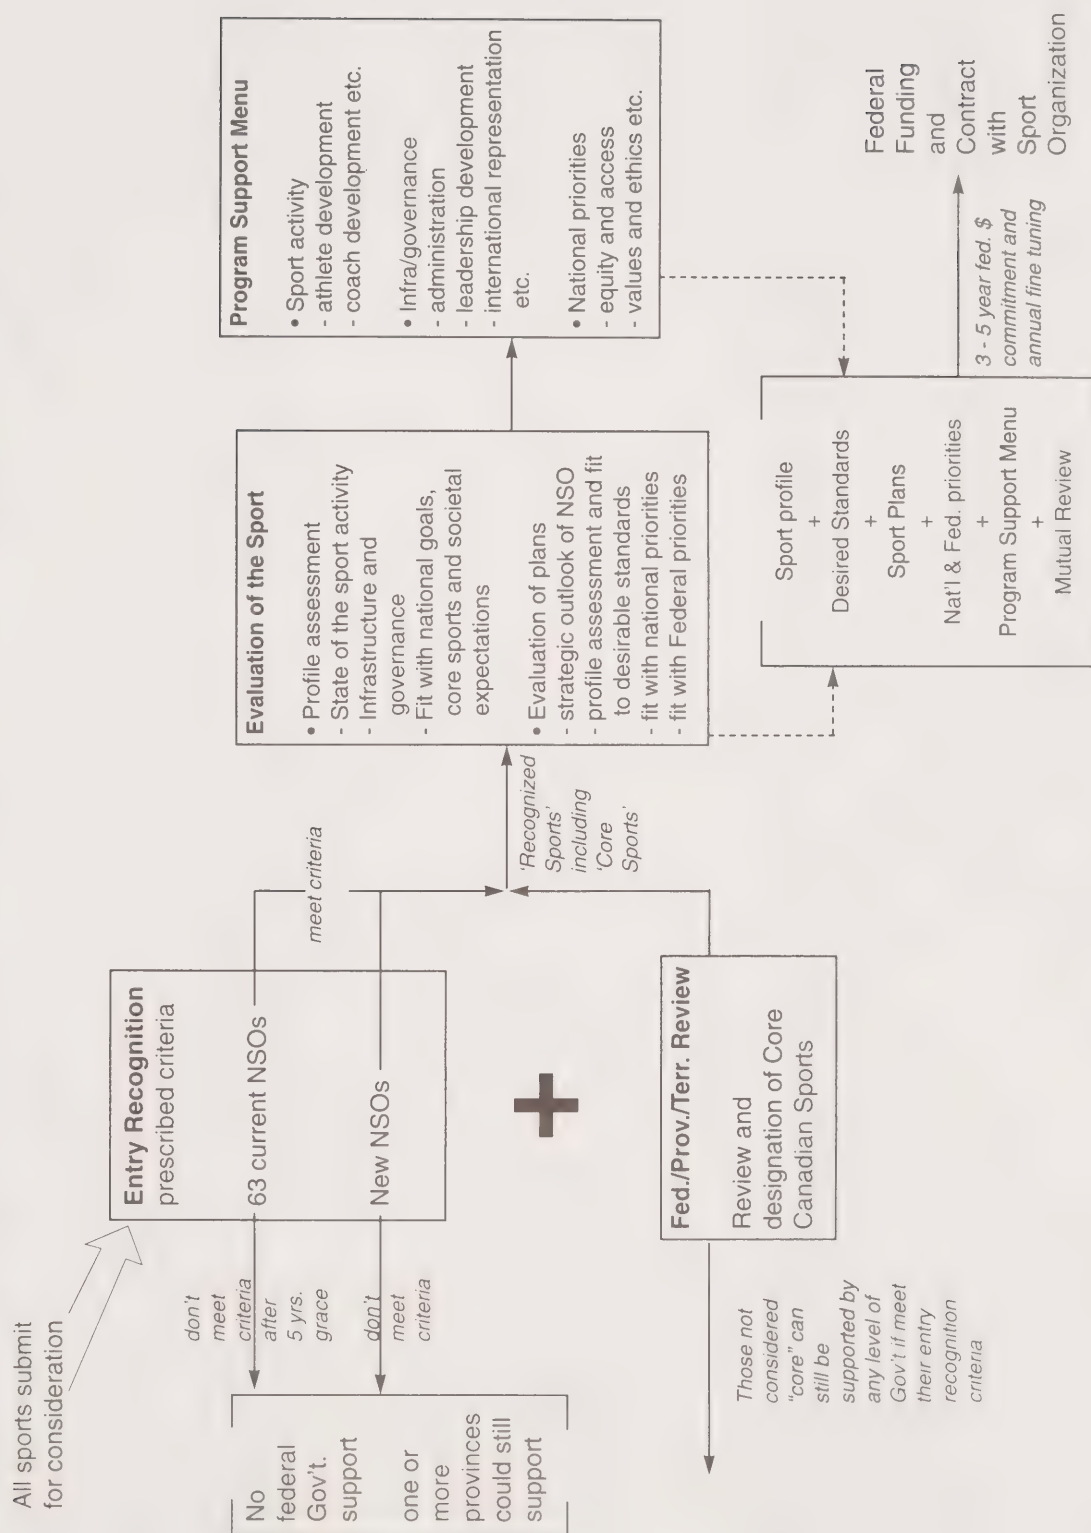 All sports submit
for consideration
Entry Recognition
prescribed criteria
63 current NSOs
New NSOs
don't
meet
criteria
after
5 yrs.
grace
don't
meet
criteria
No
federal
Gov't.
support
one or
more
provinces
could still
support
meet criteria
+
Fed./Prov./Terr. Review
Review and
designation of Core
Canadian Sports
Those not
considered
"core" can
still be
supported by
any level of
Gov't if meet
their entry
recognition
criteria
'Recognized
Sports'
including
'Core
Sports'
Evaluation of the Sport
• Profile assessment
- State of the sport activity
- Infrastructure and
governance
- Fit with national goals,
core sports and societal
expectations
• Evaluation of plans
- strategic outlook of NSO
- profile assessment and fit
to desirable standards
- fit with national priorities
- fit with Federal priorities
Program Support Menu
• Sport activity
- athlete development
- coach development etc.
• Infra/governance
- administration
- leadership development
- international representation
etc.
• National priorities
- equity and access
- values and ethics etc.
Sport profile
+
Desired Standards
+
Sport Plans
+
Nat'l & Fed. priorities
+
Program Support Menu
+
Mutual Review
3 - 5 year fed. $
commitment and
annual fine tuning
Federal
Funding
and
Contract
with
Sport
Organization